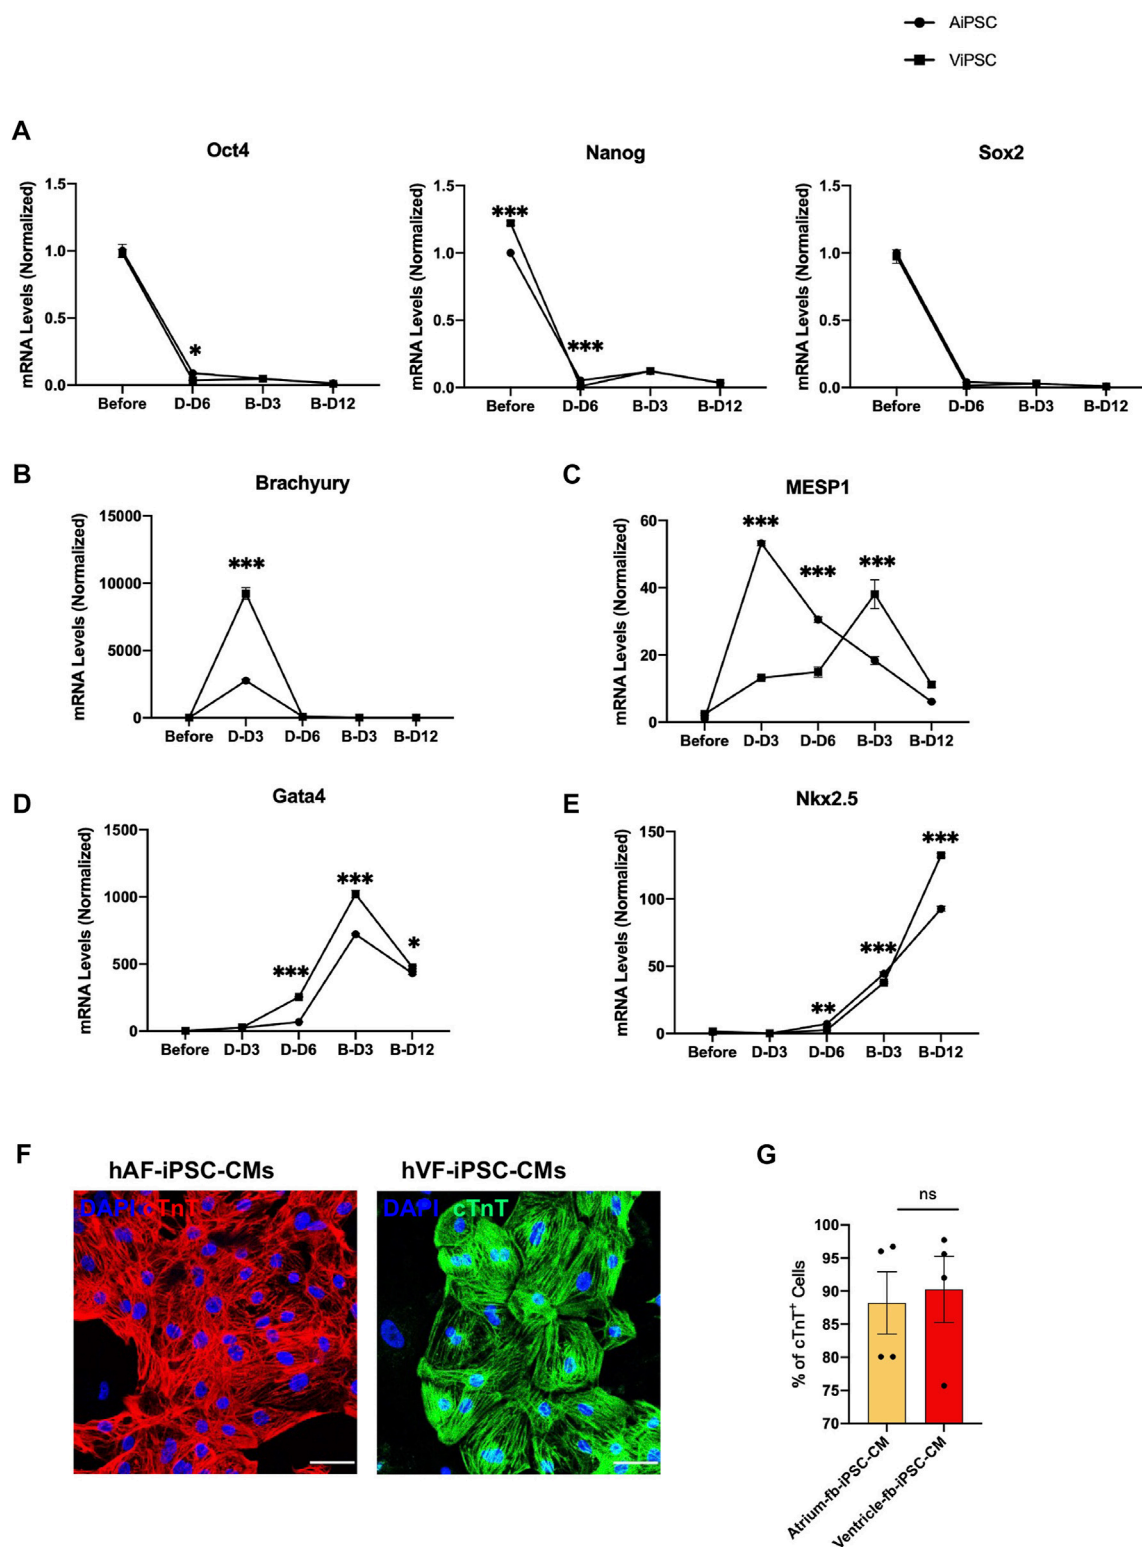 AiPSC
ViPSC
A
Oct4
Nanog
Sox2
mRNA Levels (Normalized)
1.5
1.0
0.5
0.0
Before D-D6 B-D3 B-D12
*
mRNA Levels (Normalized)
1.5
1.0
0.5
0.0
Before D-D6 B-D3 B-D12
***
***
mRNA Levels (Normalized)
1.5
1.0
0.5
0.0
Before D-D6 B-D3 B-D12
B
Brachyury
mRNA Levels (Normalized)
15000
10000
5000
0
Before D-D3 D-D6 B-D3 B-D12
***
C
MESP1
mRNA Levels (Normalized)
60
40
20
0
Before D-D3 D-D6 B-D3 B-D12
***
***
***
D
Gata4
mRNA Levels (Normalized)
1500
1000
500
0
Before D-D3 D-D6 B-D3 B-D12
***
***
*
E
Nkx2.5
mRNA Levels (Normalized)
150
100
50
0
Before D-D3 D-D6 B-D3 B-D12
**
***
***
F
hAF-iPSC-CMs
hVF-iPSC-CMs
DAPI cTnT
DAPI cTnT
G
ns
% of cTnT⁺ Cells
100
95
90
85
80
75
70
Atrium-fb-iPSC-CM
Ventricle-fb-iPSC-CM